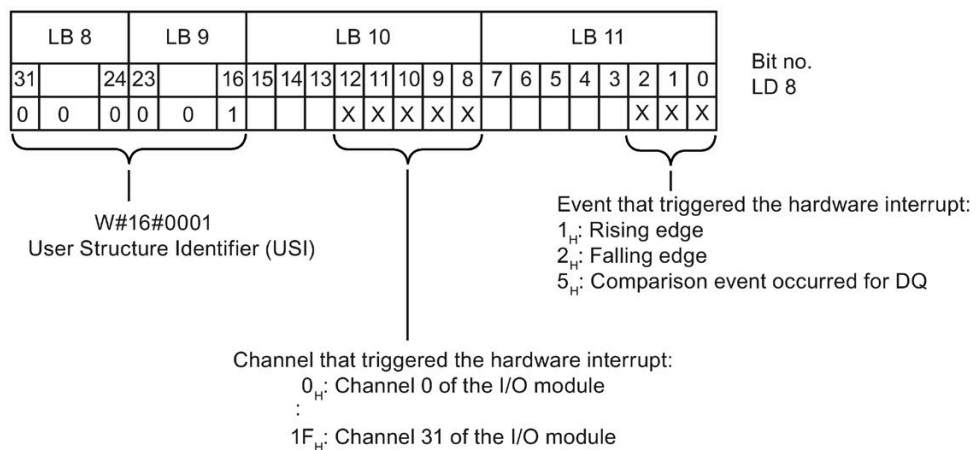 LB 8 LB 9 LB 10 LB 11
31 24 23 16 15 14 13 12 11 10 9 8 7 6 5 4 3 2 1 0 Bit no.
LD 8
0 0 0 0 0 1 X X X X X X X X
W#16#0001
User Structure Identifier (USI)
Event that triggered the hardware interrupt:
1H: Rising edge
2H: Falling edge
5H: Comparison event occurred for DQ
Channel that triggered the hardware interrupt:
0H: Channel 0 of the I/O module
:
1FH: Channel 31 of the I/O module